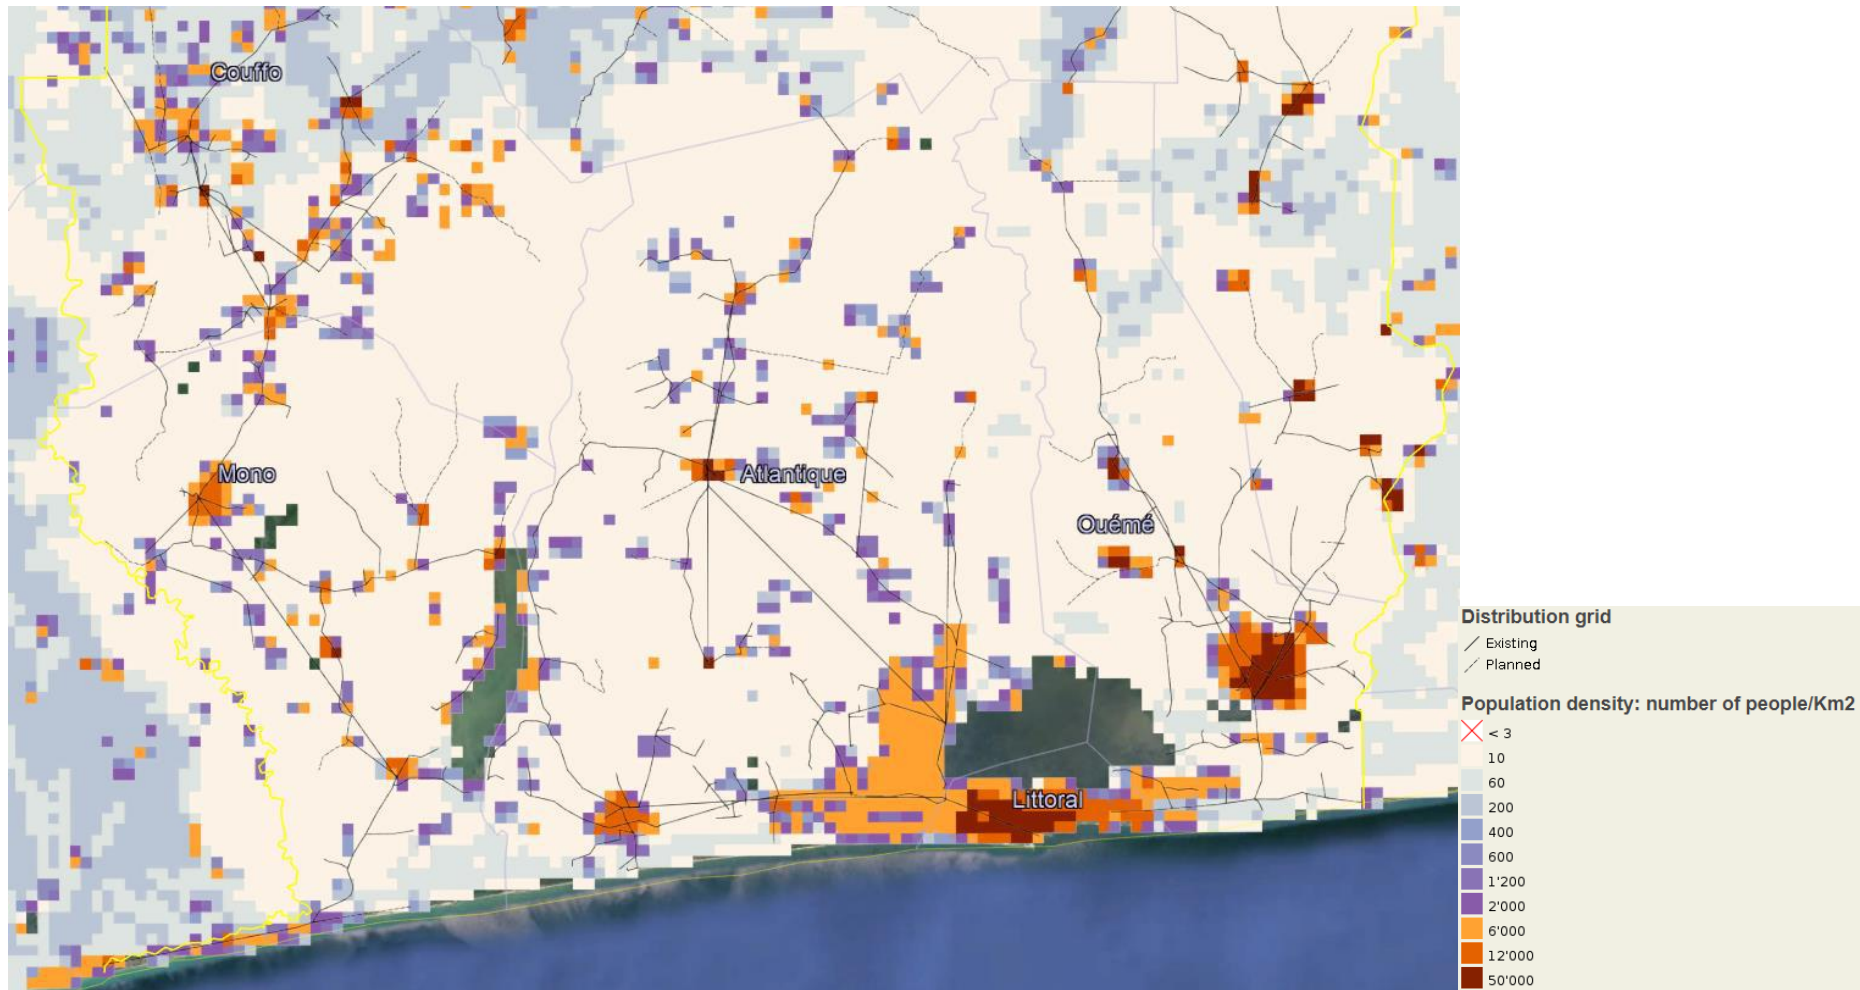 Couffo
Mono
Atlantique
Ouémé
Littoral
Distribution grid
Existing
Planned
Population density: number of people/Km2
< 3
10
60
200
400
600
1'200
2'000
6'000
12'000
50'000